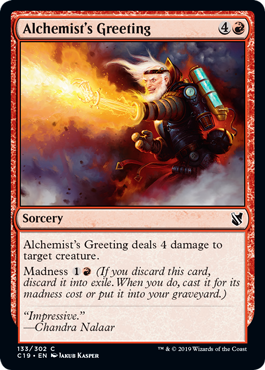 Alchemist's Greeting 4
Sorcery
Alchemist's Greeting deals 4 damage to
target creature.
Madness 1 (If you discard this card,
discard it into exile. When you do, cast it for its
madness cost or put it into your graveyard.)
"Impressive."
—Chandra Nalaar
133/302 C
C19 • EN Jakub Kasper
™ & © 2019 Wizards of the Coast